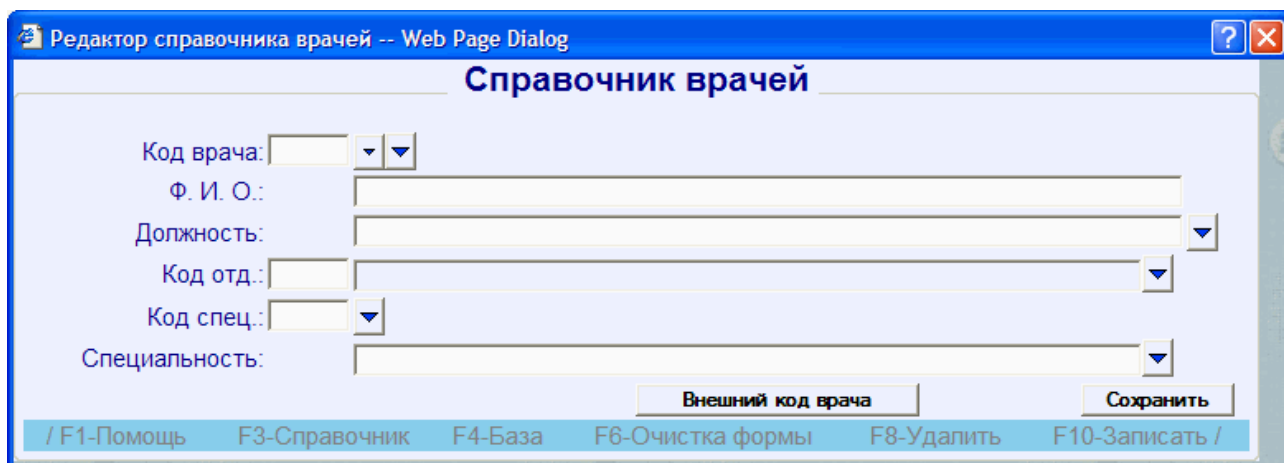 Редактор справочника врачей -- Web Page Dialog
Справочник врачей
Код врача:
Ф. И. О.:
Должность:
Код отд.:
Код спец.:
Специальность:
Внешний код врача Сохранить
/ F1-Помощь F3-Справочник F4-База F6-Очистка формы F8-Удалить F10-Записать /